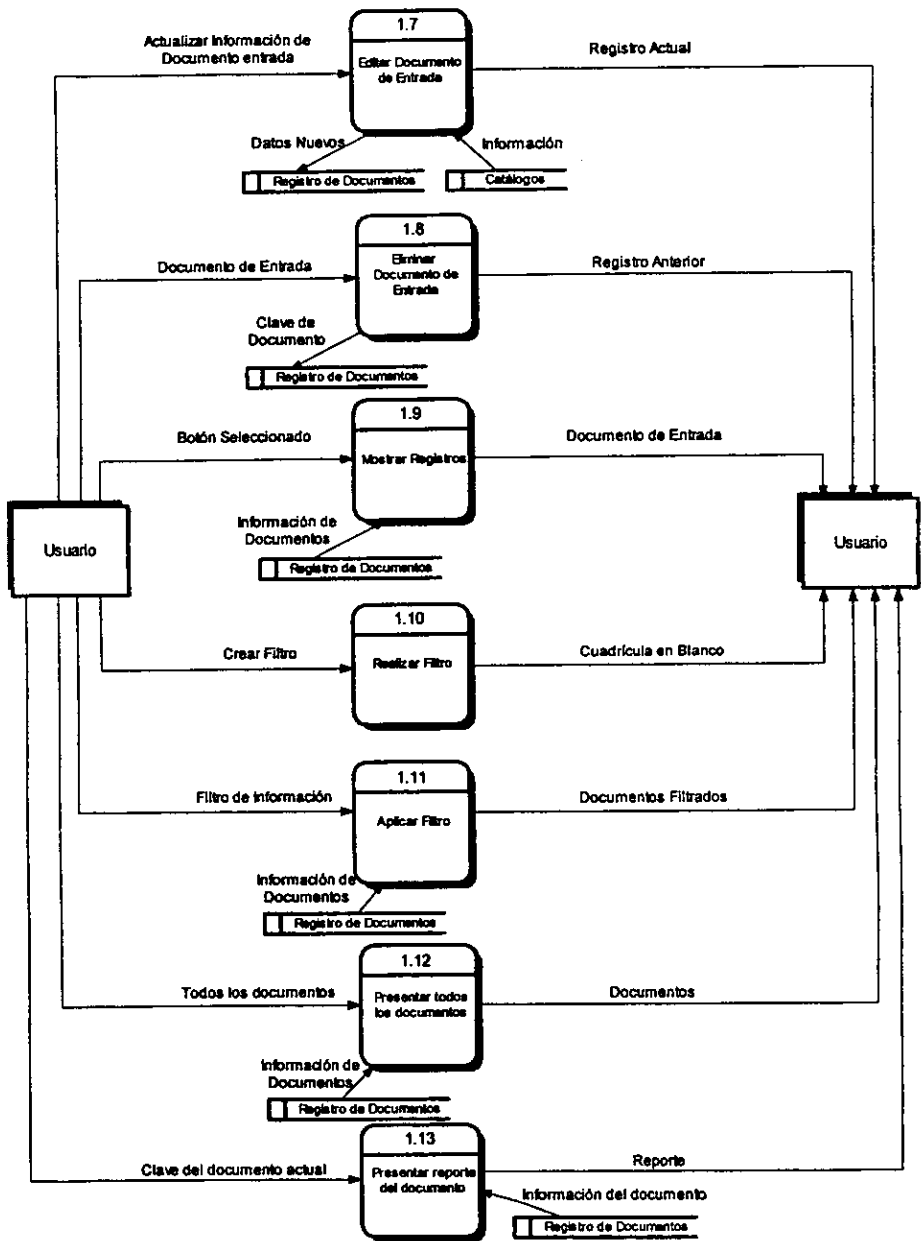 1.7
Actualizar Información de
Documento entrada
Editar Documento
de Entrada
Registro Actual
Datos Nuevos
Información
Registro de Documentos
Catálogos
1.8
Documento de Entrada
Eliminar
Documento de
Entrada
Registro Anterior
Clave de
Documento
Registro de Documentos
1.9
Botón Seleccionado
Mostrar Registros
Documento de Entrada
Información de
Documentos
Registro de Documentos
Usuario
Usuario
1.10
Crear Filtro
Realizar Filtro
Cuadrícula en Blanco
1.11
Filtro de información
Aplicar Filtro
Documentos Filtrados
Información de
Documentos
Registro de Documentos
1.12
Todos los documentos
Presentar todos
los documentos
Documentos
Información de
Documentos
Registro de Documentos
1.13
Clave del documento actual
Presentar reporte
del documento
Reporte
Información del documento
Registro de Documentos